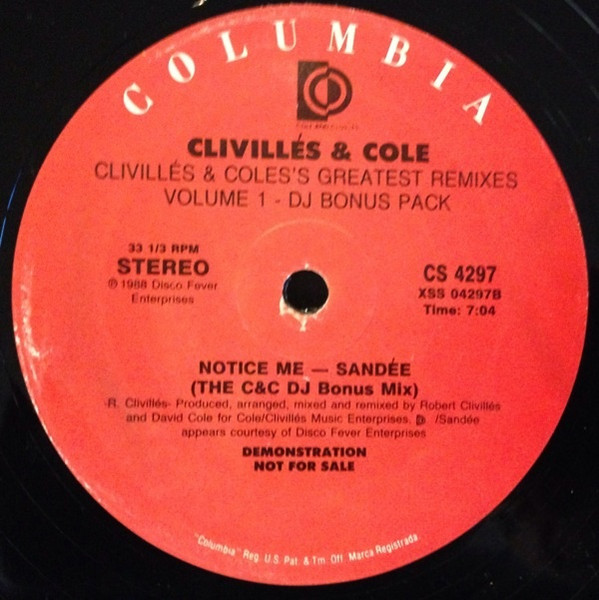 COLUMBIA
CLIVILLÉS & COLE
CLIVILLÉS & COLES'S GREATEST REMIXES
VOLUME 1 - DJ BONUS PACK
33 1/3 RPM
STEREO
℗ 1988 Disco Fever
Enterprises
CS 4297
XSS 04297B
Time: 7:04
NOTICE ME — SANDÉE
(THE C&C DJ Bonus Mix)
-R. Clivillés- Produced, arranged, mixed and remixed by Robert Clivillés
and David Cole for Cole/Clivillés Music Enterprises. /Sandée
appears courtesy of Disco Fever Enterprises
DEMONSTRATION
NOT FOR SALE
"Columbia" Reg. U.S. Pat. & Tm. Off. Marca Registrada.